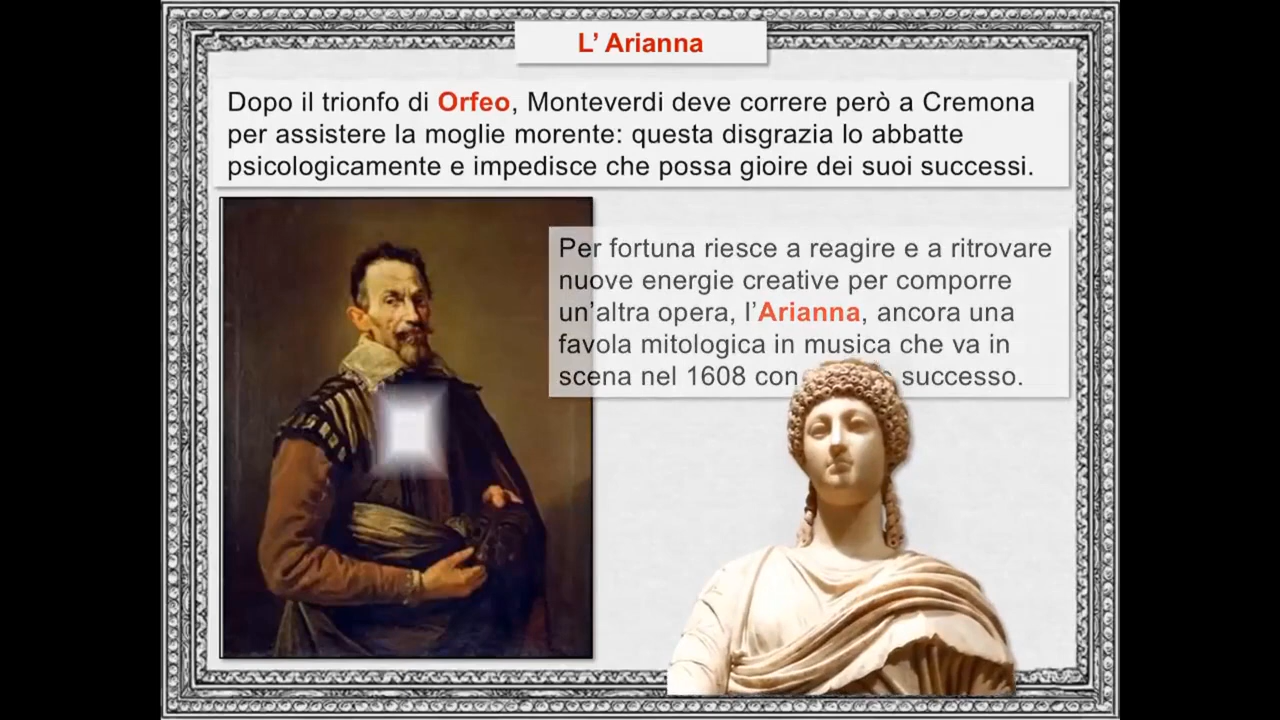 L’ Arianna
Dopo il trionfo di Orfeo, Monteverdi deve correre però a Cremona
per assistere la moglie morente: questa disgrazia lo abbatte
psicologicamente e impedisce che possa gioire dei suoi successi.
Per fortuna riesce a reagire e a ritrovare
nuove energie creative per comporre
un’altra opera, l’Arianna, ancora una
favola mitologica in musica che va in
scena nel 1608 con successo.